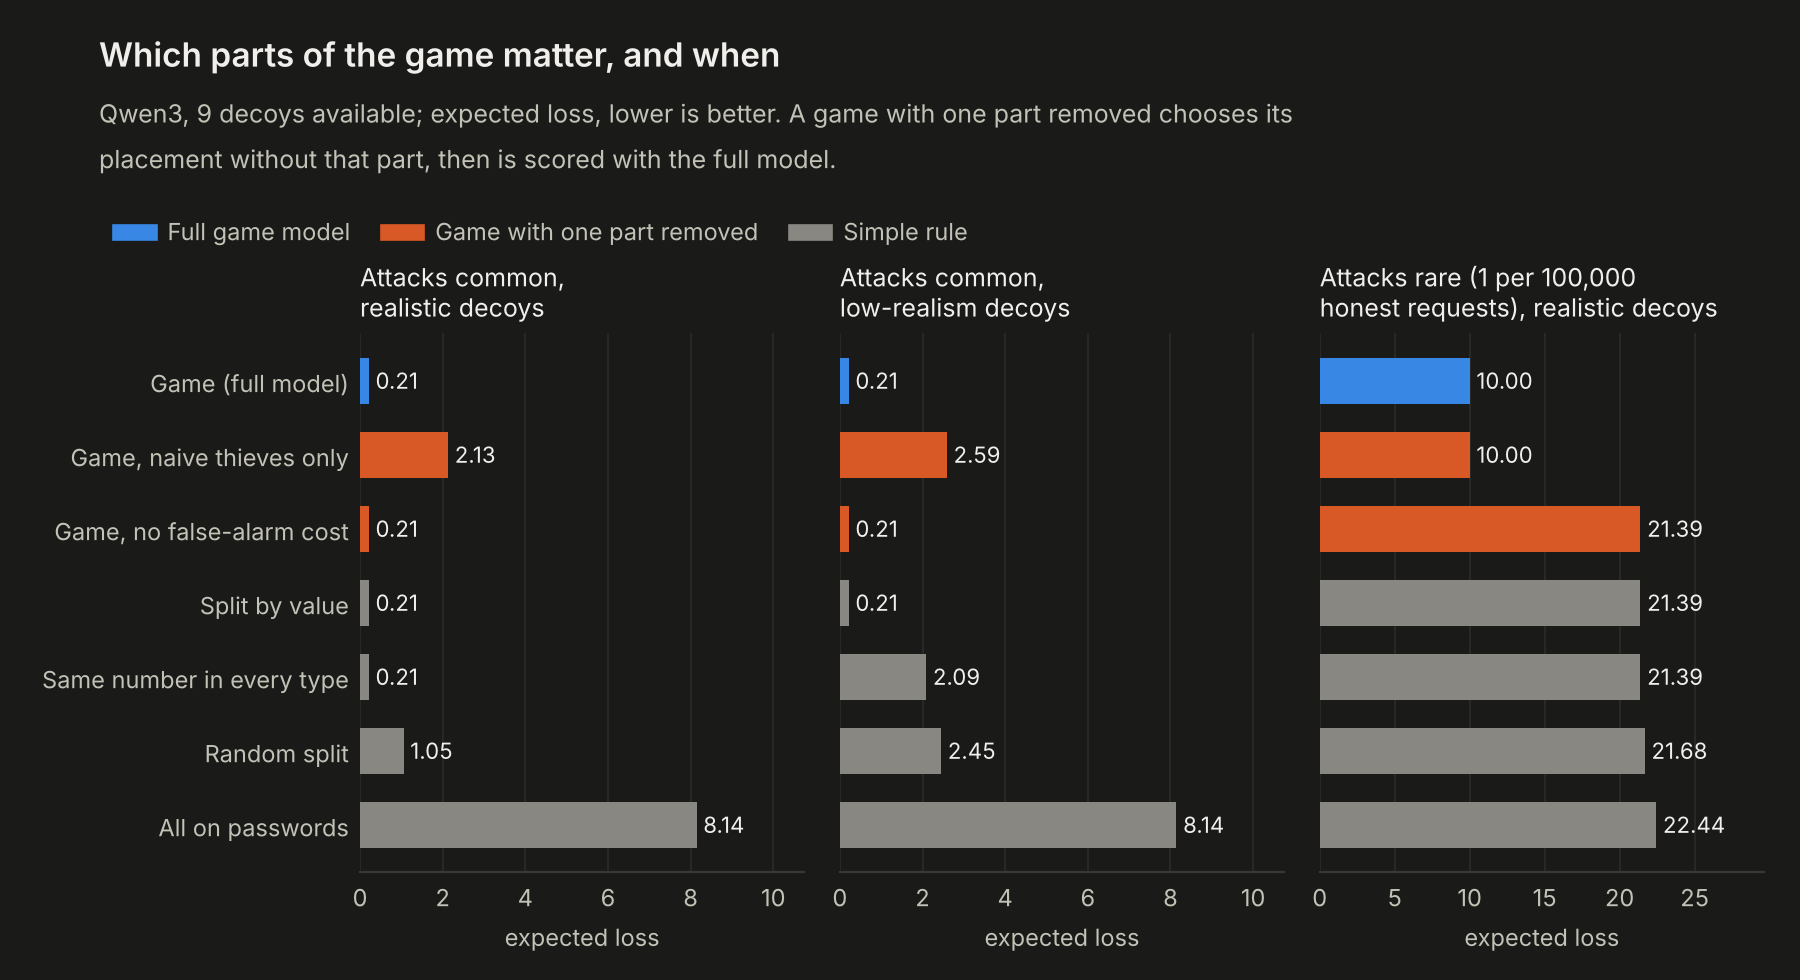 Which parts of the game matter, and when
Qwen3, 9 decoys available; expected loss, lower is better. A game with one part removed chooses its
placement without that part, then is scored with the full model.
Full game model
Game with one part removed
Simple rule
Attacks common,
realistic decoys
Attacks common,
low-realism decoys
Attacks rare (1 per 100,000
honest requests), realistic decoys
Game (full model) 0.21 0.21 10.00
Game, naive thieves only 2.13 2.59 10.00
Game, no false-alarm cost 0.21 0.21 21.39
Split by value 0.21 0.21 21.39
Same number in every type 0.21 2.09 21.39
Random split 1.05 2.45 21.68
All on passwords 8.14 8.14 22.44
0 2 4 6 8 10
0 2 4 6 8 10
0 5 10 15 20 25
expected loss
expected loss
expected loss